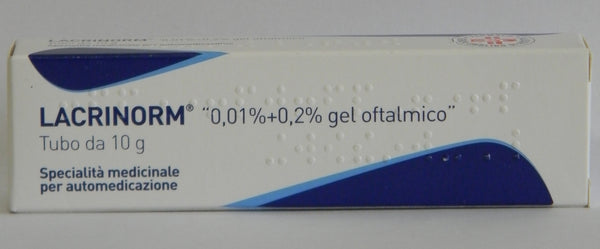 LACRINORM® “0,01%+0,2% gel oftalmico”
Tubo da 10 g
Specialità medicinale
per automedicazione